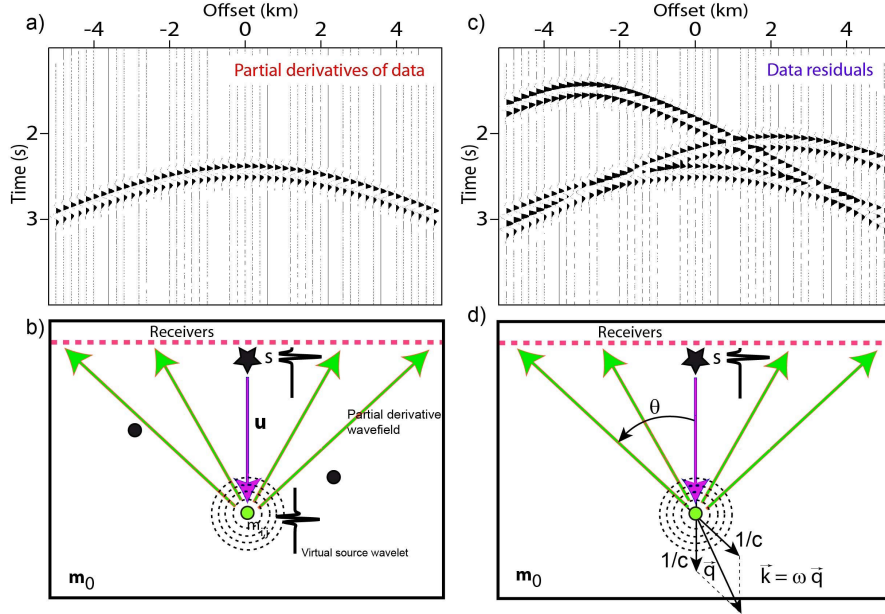 a)
Offset (km)
-4 -2 0 2 4
Partial derivatives of data
Time (s)
2
3
c)
Offset (km)
-4 -2 0 2 4
Data residuals
Time (s)
2
3
b)
Receivers
s
u
Partial derivative
wavefield
Virtual source wavelet
m₀
d)
Receivers
s
θ
1/c
1/c
q⃗
k⃗ = ω q⃗
m₀